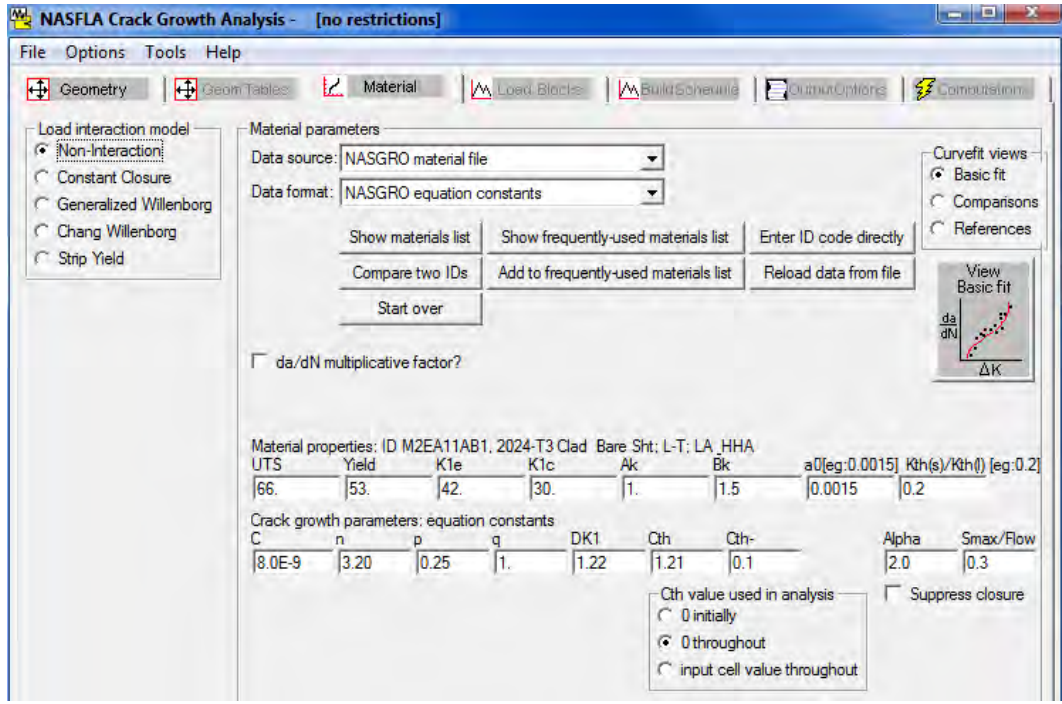 NASFLA Crack Growth Analysis - [no restrictions]
File Options Tools Help
Geometry Geom Tables Material Load Blocks Build Schedule Output Options Computations
Load interaction model
Non-Interaction
Constant Closure
Generalized Willenborg
Chang Willenborg
Strip Yield
Material parameters
Data source: NASGRO material file
Data format: NASGRO equation constants
Show materials list Show frequently-used materials list Enter ID code directly
Compare two IDs Add to frequently-used materials list Reload data from file
Start over
Curvefit views
Basic fit
Comparisons
References
View
Basic fit
da
dN
ΔK
da/dN multiplicative factor?
Material properties: ID M2EA11AB1, 2024-T3 Clad Bare Sht; L-T; LA_HHA
UTS Yield K1e K1c Ak Bk a0[eg:0.0015] Kth(s)/Kth(l) [eg:0.2]
66. 53. 42. 30. 1. 1.5 0.0015 0.2
Crack growth parameters: equation constants
C n p q DK1 Cth Cth- Alpha Smax/Flow
8.0E-9 3.20 0.25 1. 1.22 1.21 0.1 2.0 0.3
Cth value used in analysis
0 initially
0 throughout
input cell value throughout
Suppress closure